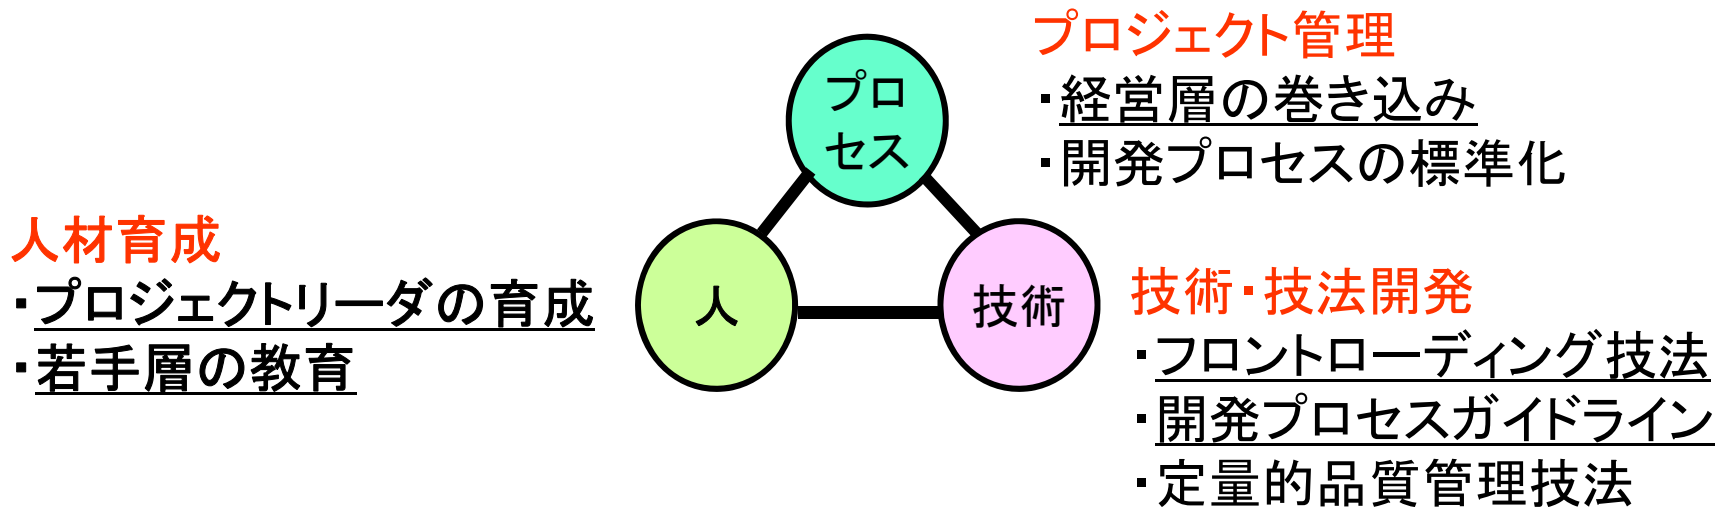 プロジェクト管理
・経営層の巻き込み
・開発プロセスの標準化
プロ
セス
人材育成
・プロジェクトリーダの育成
・若手層の教育
人
技術
技術・技法開発
・フロントローディング技法
・開発プロセスガイドライン
・定量的品質管理技法